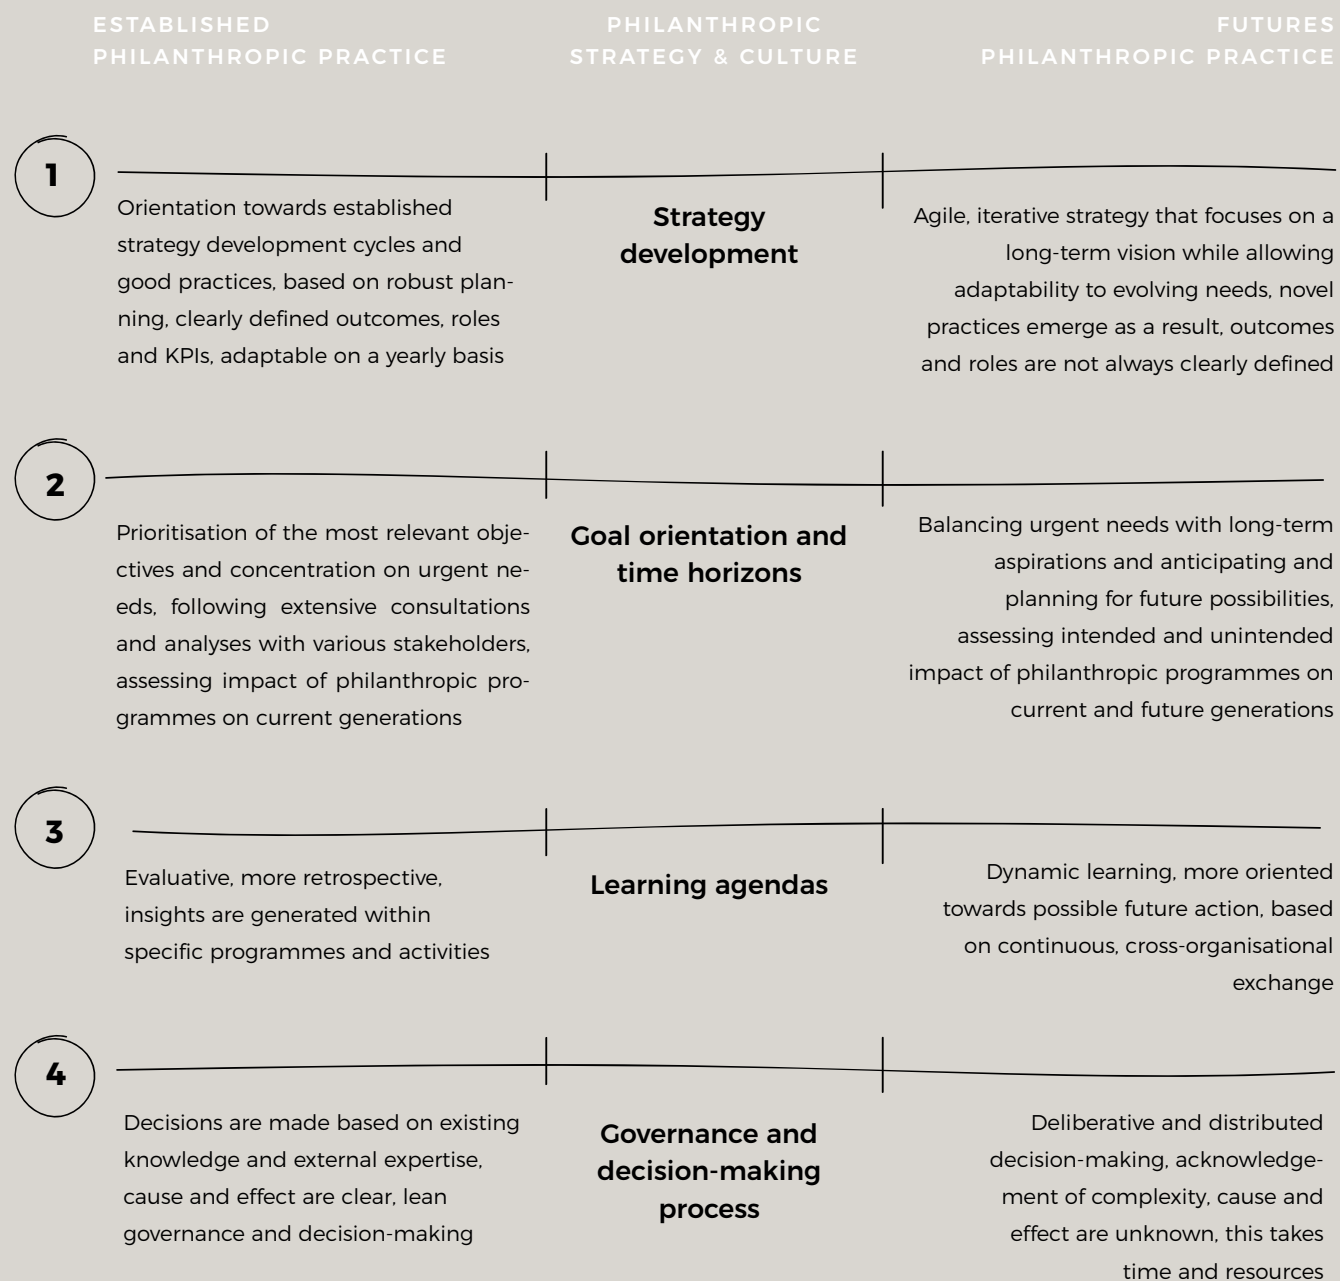 ESTABLISHED
PHILANTHROPIC PRACTICE
PHILANTHROPIC
STRATEGY & CULTURE
FUTURES
PHILANTHROPIC PRACTICE
1
Orientation towards established
strategy development cycles and
good practices, based on robust plan-
ning, clearly defined outcomes, roles
and KPIs, adaptable on a yearly basis
Strategy
development
Agile, iterative strategy that focuses on a
long-term vision while allowing
adaptability to evolving needs, novel
practices emerge as a result, outcomes
and roles are not always clearly defined
2
Prioritisation of the most relevant obje-
ctives and concentration on urgent ne-
eds, following extensive consultations
and analyses with various stakeholders,
assessing impact of philanthropic pro-
grammes on current generations
Goal orientation and
time horizons
Balancing urgent needs with long-term
aspirations and anticipating and
planning for future possibilities,
assessing intended and unintended
impact of philanthropic programmes on
current and future generations
3
Evaluative, more retrospective,
insights are generated within
specific programmes and activities
Learning agendas
Dynamic learning, more oriented
towards possible future action, based
on continuous, cross-organisational
exchange
4
Decisions are made based on existing
knowledge and external expertise,
cause and effect are clear, lean
governance and decision-making
Governance and
decision-making
process
Deliberative and distributed
decision-making, acknowledge-
ment of complexity, cause and
effect are unknown, this takes
time and resources